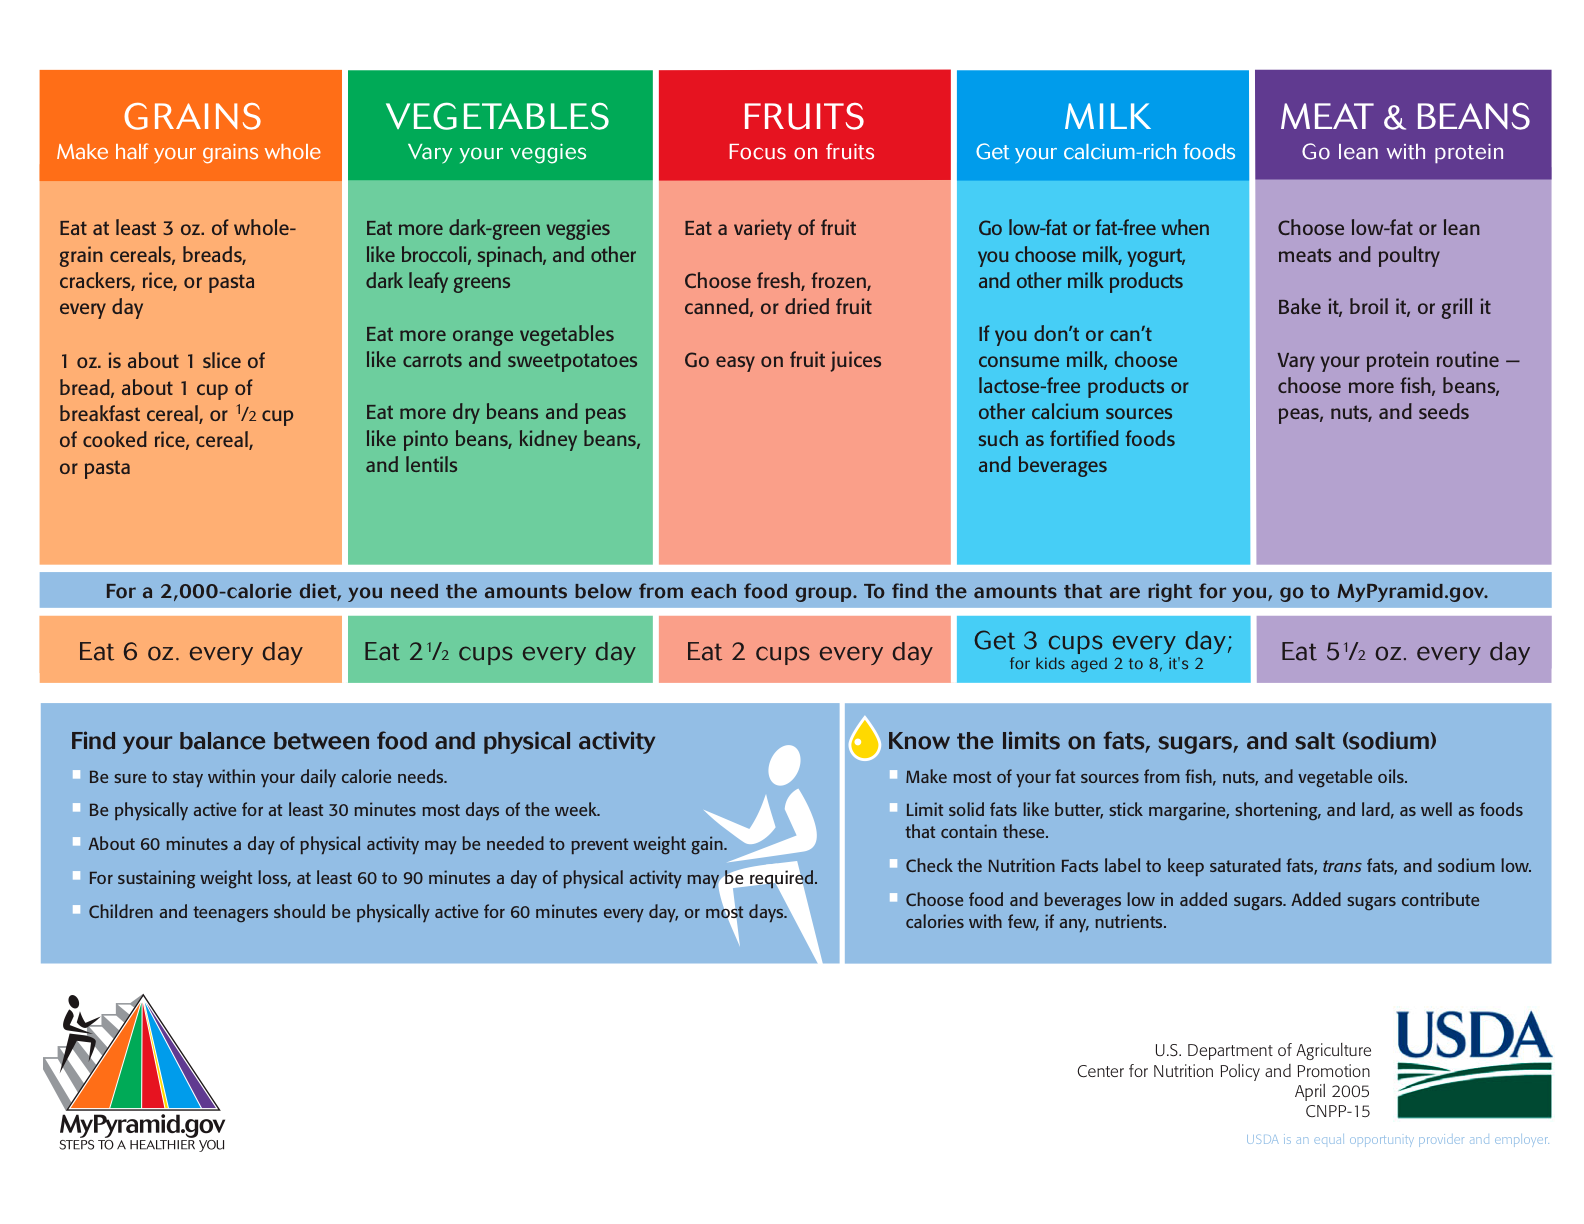 GRAINS
Make half your grains whole
Eat at least 3 oz. of whole-
grain cereals, breads,
crackers, rice, or pasta
every day
1 oz. is about 1 slice of
bread, about 1 cup of
breakfast cereal, or 1/2 cup
of cooked rice, cereal,
or pasta
VEGETABLES
Vary your veggies
Eat more dark-green veggies
like broccoli, spinach, and other
dark leafy greens
Eat more orange vegetables
like carrots and sweetpotatoes
Eat more dry beans and peas
like pinto beans, kidney beans,
and lentils
FRUITS
Focus on fruits
Eat a variety of fruit
Choose fresh, frozen,
canned, or dried fruit
Go easy on fruit juices
MILK
Get your calcium-rich foods
Go low-fat or fat-free when
you choose milk, yogurt,
and other milk products
If you don’t or can’t
consume milk, choose
lactose-free products or
other calcium sources
such as fortified foods
and beverages
MEAT & BEANS
Go lean with protein
Choose low-fat or lean
meats and poultry
Bake it, broil it, or grill it
Vary your protein routine —
choose more fish, beans,
peas, nuts, and seeds
For a 2,000-calorie diet, you need the amounts below from each food group. To find the amounts that are right for you, go to MyPyramid.gov.
Eat 6 oz. every day
Eat 2 1/2 cups every day
Eat 2 cups every day
Get 3 cups every day;
for kids aged 2 to 8, it's 2
Eat 5 1/2 oz. every day
Find your balance between food and physical activity
Be sure to stay within your daily calorie needs.
Be physically active for at least 30 minutes most days of the week.
About 60 minutes a day of physical activity may be needed to prevent weight gain.
For sustaining weight loss, at least 60 to 90 minutes a day of physical activity may be required.
Children and teenagers should be physically active for 60 minutes every day, or most days.
Know the limits on fats, sugars, and salt (sodium)
Make most of your fat sources from fish, nuts, and vegetable oils.
Limit solid fats like butter, stick margarine, shortening, and lard, as well as foods
that contain these.
Check the Nutrition Facts label to keep saturated fats, trans fats, and sodium low.
Choose food and beverages low in added sugars. Added sugars contribute
calories with few, if any, nutrients.
MyPyramid.gov
STEPS TO A HEALTHIER YOU
U.S. Department of Agriculture
Center for Nutrition Policy and Promotion
April 2005
CNPP-15
USDA
USDA is an equal opportunity provider and employer.